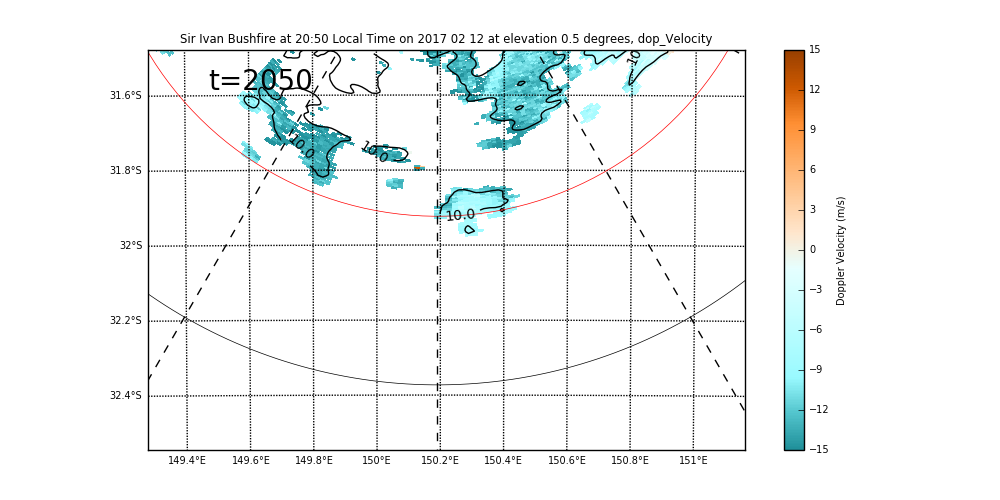 Sir Ivan Bushfire at 20:50 Local Time on 2017 02 12 at elevation 0.5 degrees, dop_Velocity
t=2050
10
10.0
10.0
10.0
31.6°S
31.8°S
32°S
32.2°S
32.4°S
149.4°E 149.6°E 149.8°E 150°E 150.2°E 150.4°E 150.6°E 150.8°E 151°E
15
12
9
6
3
0
−3
−6
−9
−12
−15
Doppler Velocity (m/s)